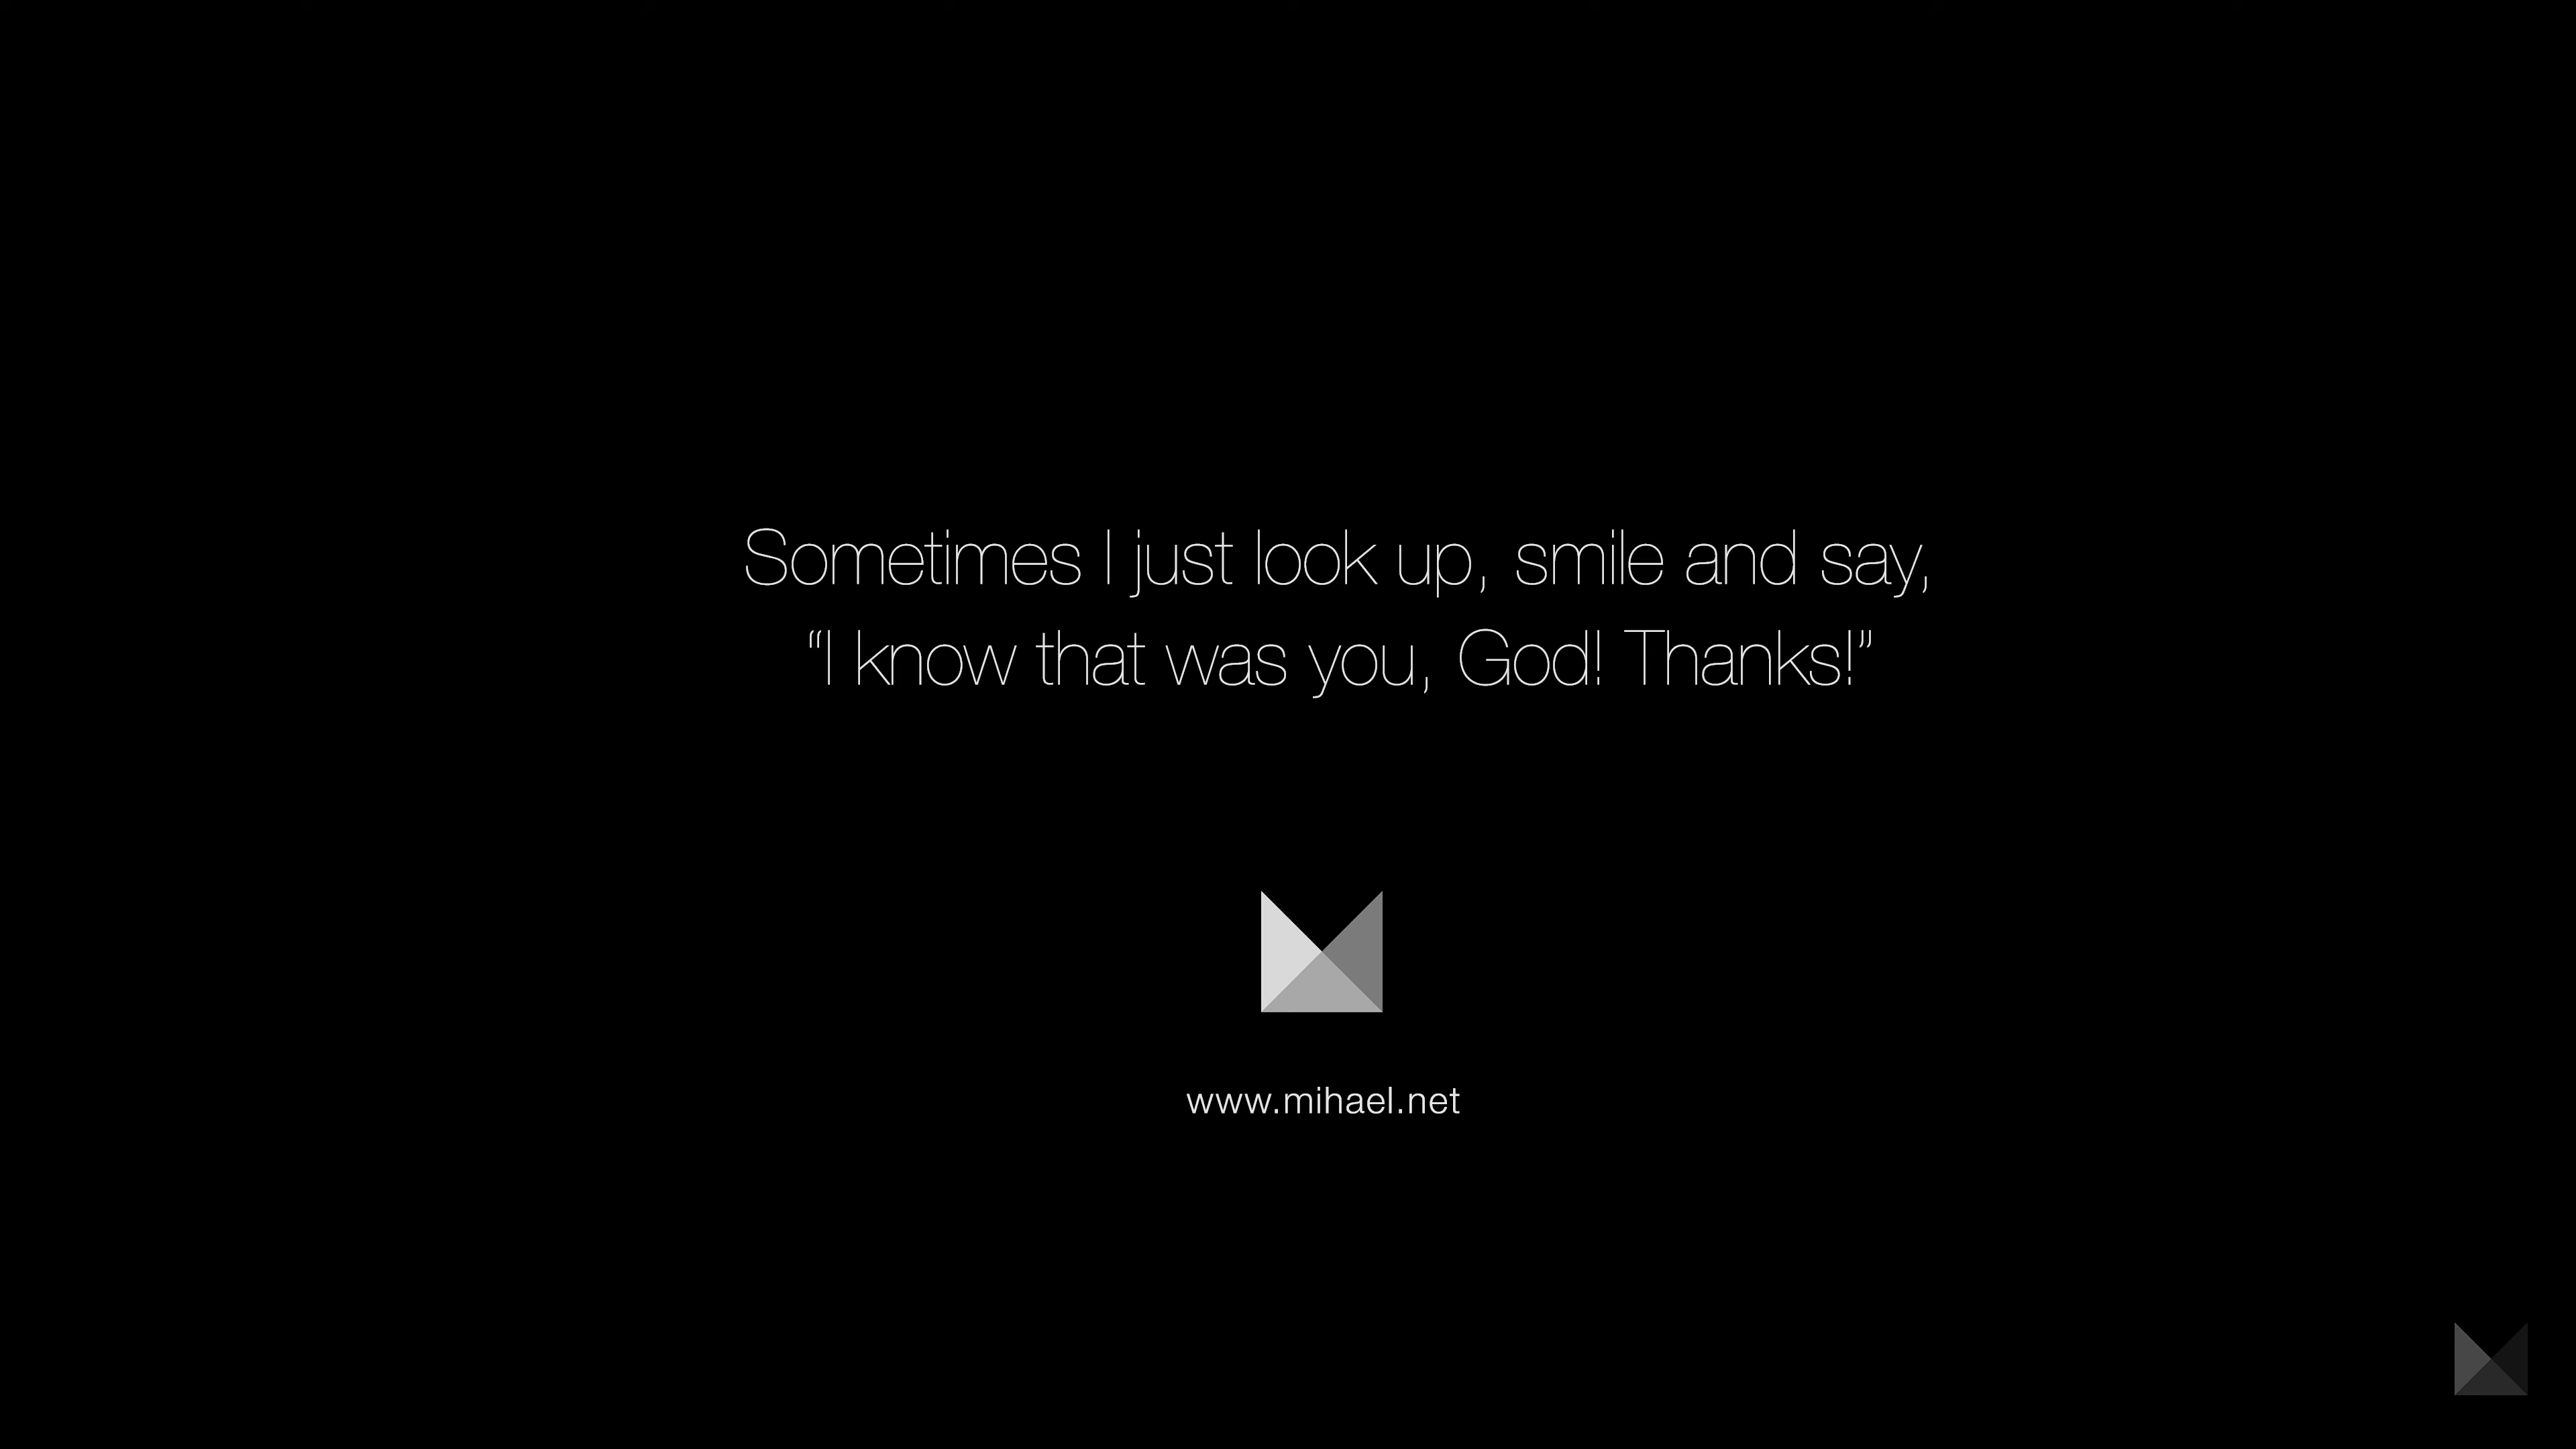 Sometimes I just look up, smile and say,
“I know that was you, God! Thanks!”
www.mihael.net